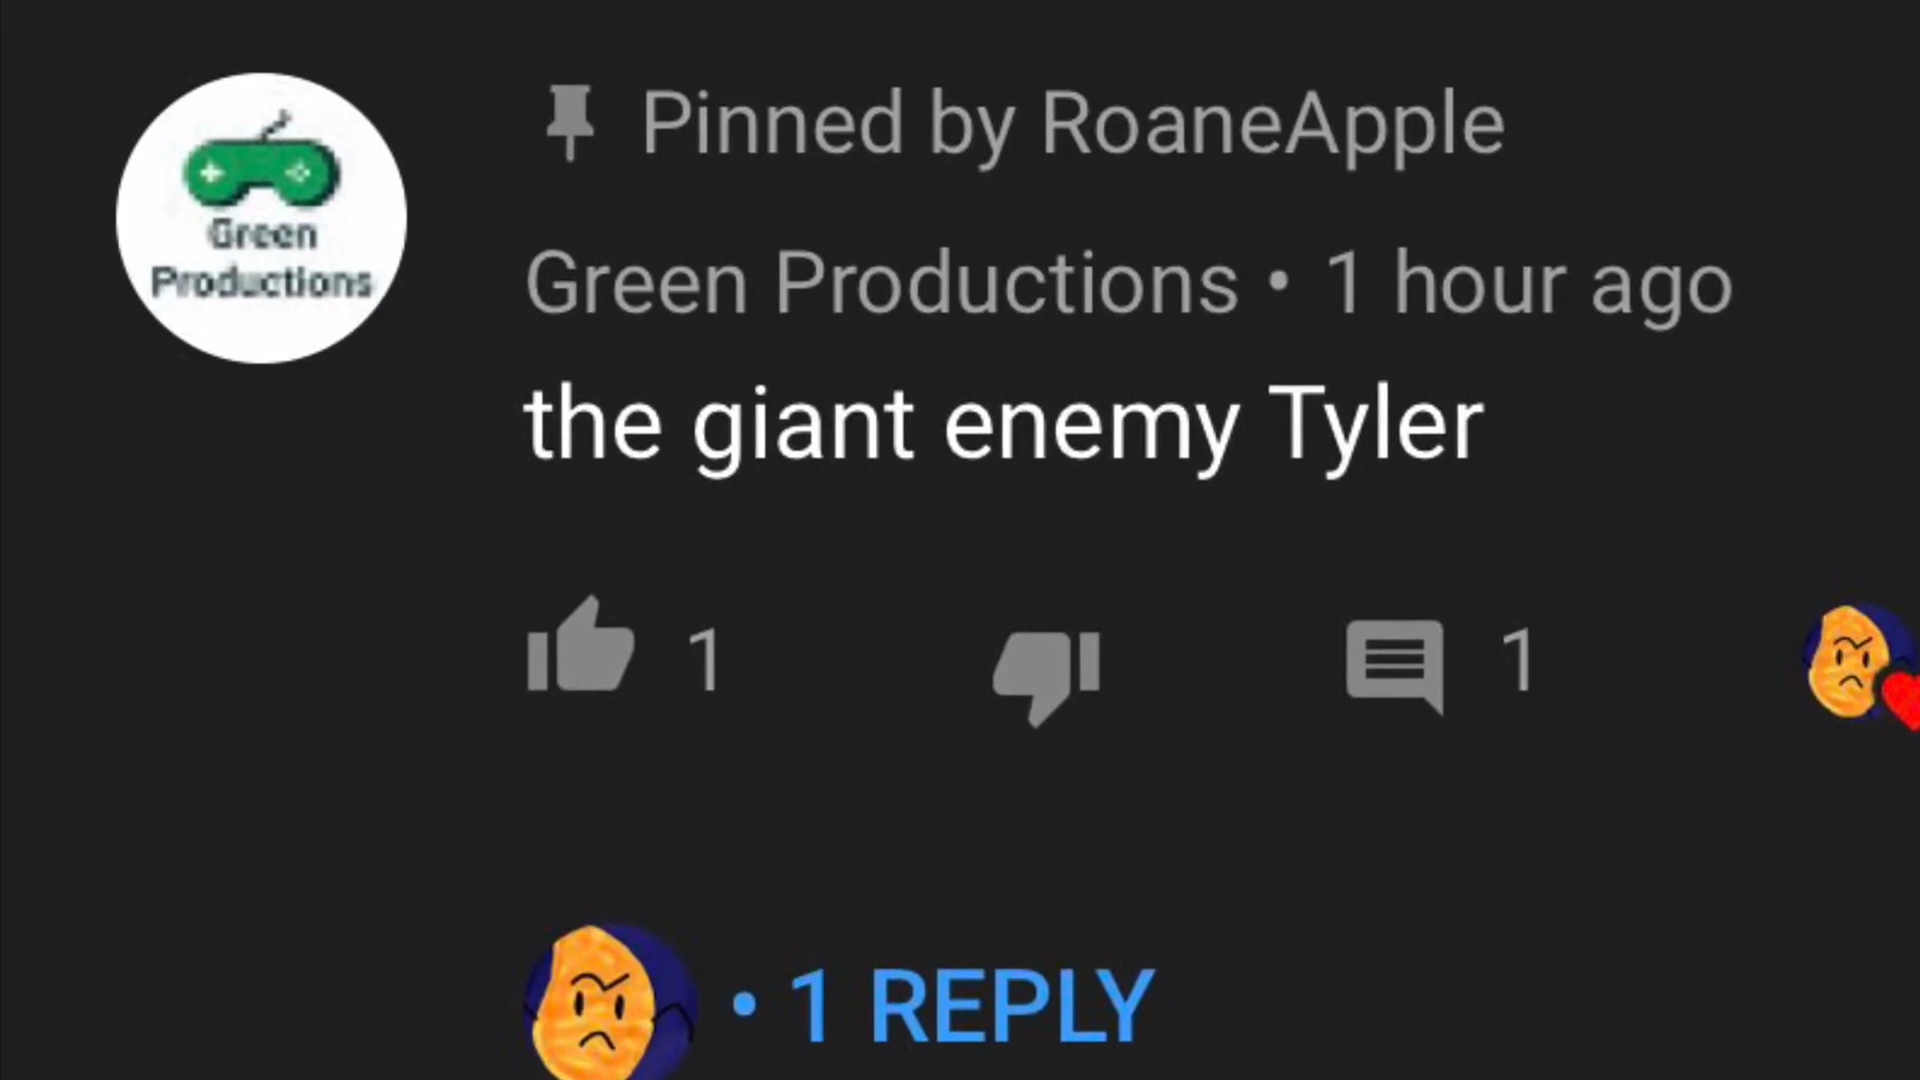 Pinned by RoaneApple
Green
Productions
Green Productions • 1 hour ago
the giant enemy Tyler
1
1
• 1 REPLY